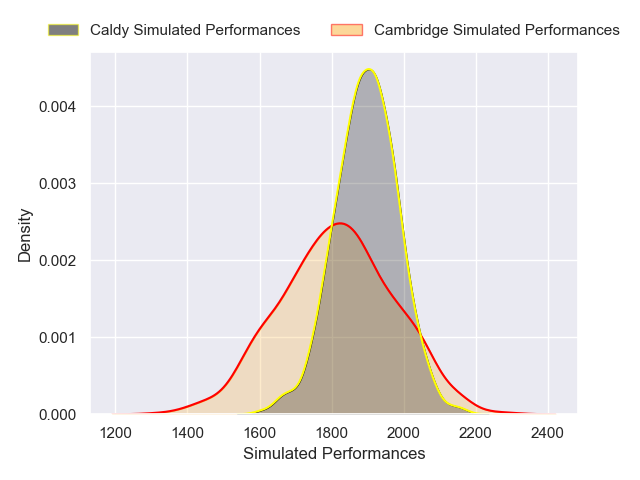 Caldy Simulated Performances
Cambridge Simulated Performances
0.004
0.003
0.002
0.001
0.000
Density
1200 1400 1600 1800 2000 2200 2400
Simulated Performances